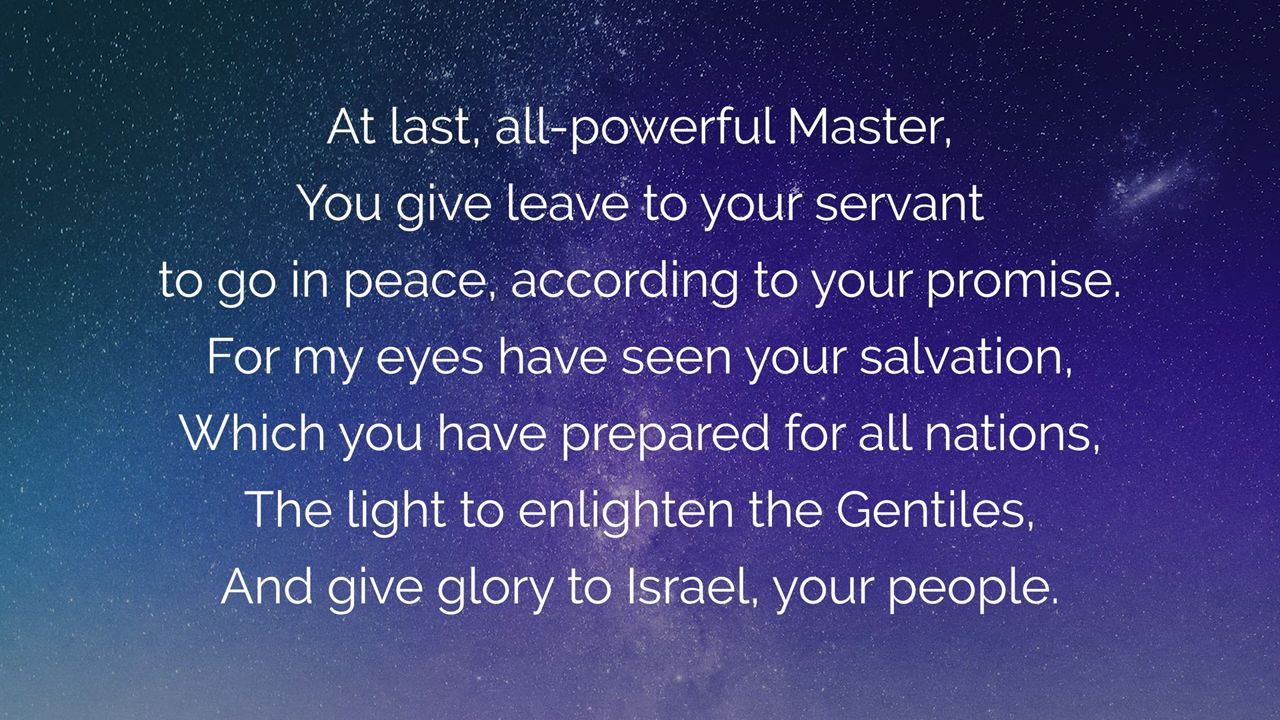 At last, all-powerful Master,
You give leave to your servant
to go in peace, according to your promise.
For my eyes have seen your salvation,
Which you have prepared for all nations,
The light to enlighten the Gentiles,
And give glory to Israel, your people.